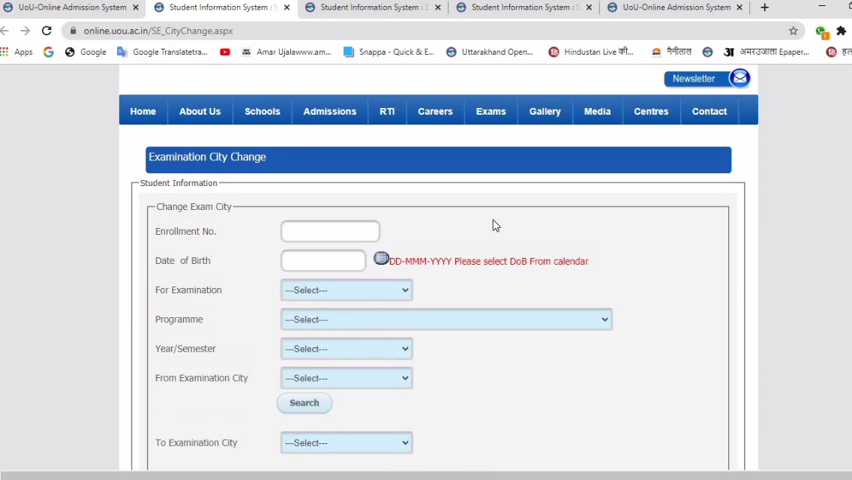 UoU-Online Admission System
Student Information System : S
Student Information System : S
Student Information System : S
UoU-Online Admission System
online.uou.ac.in/SE_CityChange.aspx
Apps
Google
Google Translatetra...
Amar Ujalawww.am...
Snappa - Quick & E...
Uttarakhand Open...
Hindustan Live की...
नैनीताल
अमरउजाला Epaper...
Newsletter
Home
About Us
Schools
Admissions
RTI
Careers
Exams
Gallery
Media
Centres
Contact
Examination City Change
Student Information
Change Exam City
Enrollment No.
Date of Birth
DD-MMM-YYYY Please select DoB From calendar
For Examination
---Select---
Programme
---Select---
Year/Semester
---Select---
From Examination City
---Select---
Search
To Examination City
---Select---